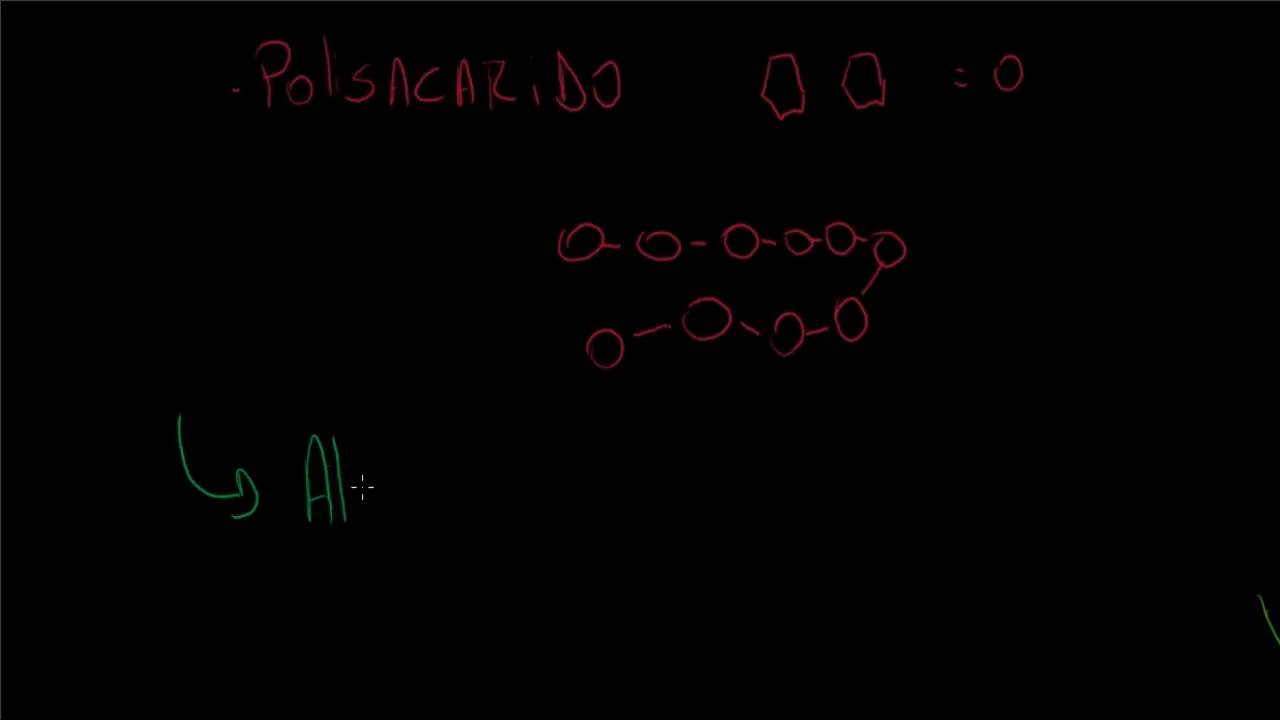 - PolisACARiDO = O
Al